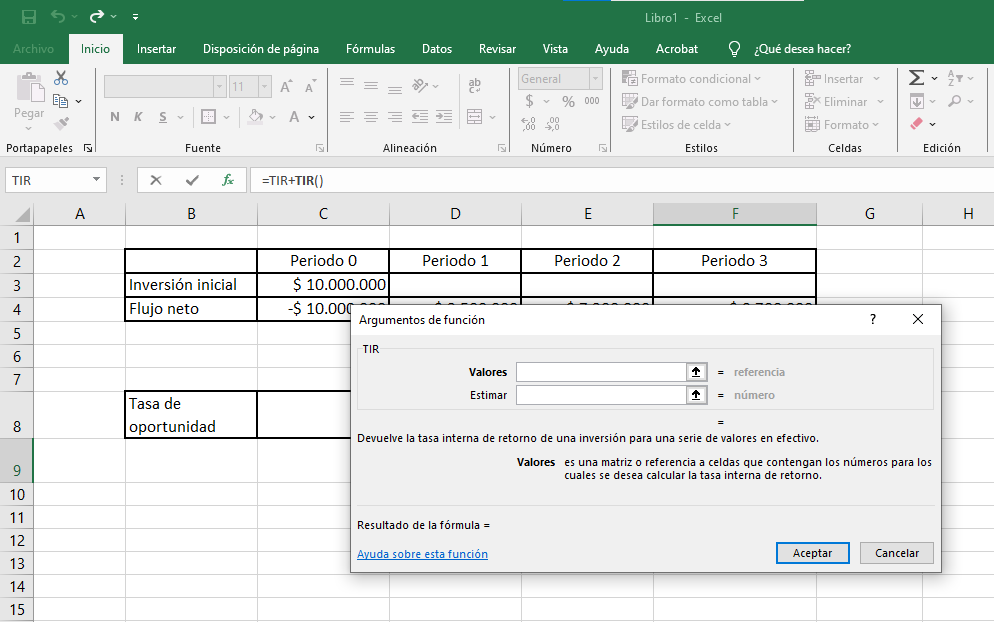 Libro1 - Excel
Archivo Inicio Insertar Disposición de página Fórmulas Datos Revisar Vista Ayuda Acrobat ¿Qué desea hacer?
Pegar
Portapapeles
11 A A
N K S A
Fuente
ab
Alineación
General
$ % 000
,00 ,00
Número
Formato condicional
Dar formato como tabla
Estilos de celda
Estilos
Insertar
Eliminar
Formato
Celdas
Σ
Edición
TIR fx =TIR+TIR()
A B C D E F G H
1
2 Periodo 0 Periodo 1 Periodo 2 Periodo 3
3 Inversión inicial $ 10.000.000
4 Flujo neto -$ 10.000
5
6
7
8 Tasa de
oportunidad
9
10
11
12
13
14
15
Argumentos de función ?
TIR
Valores = referencia
Estimar = número
=
Devuelve la tasa interna de retorno de una inversión para una serie de valores en efectivo.
Valores es una matriz o referencia a celdas que contengan los números para los
cuales se desea calcular la tasa interna de retorno.
Resultado de la fórmula =
Ayuda sobre esta función
Aceptar Cancelar